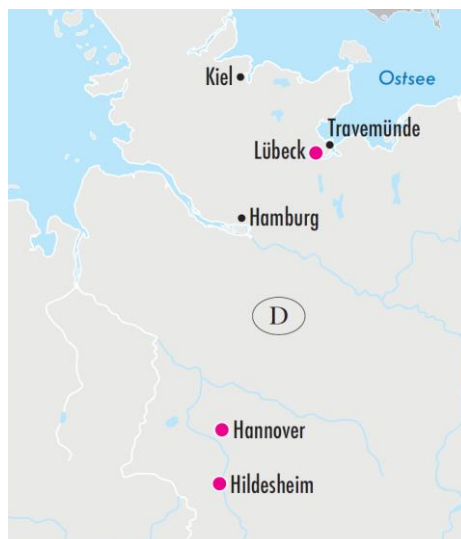 Kiel
Ostsee
Travemünde
Lübeck
Hamburg
D
Hannover
Hildesheim